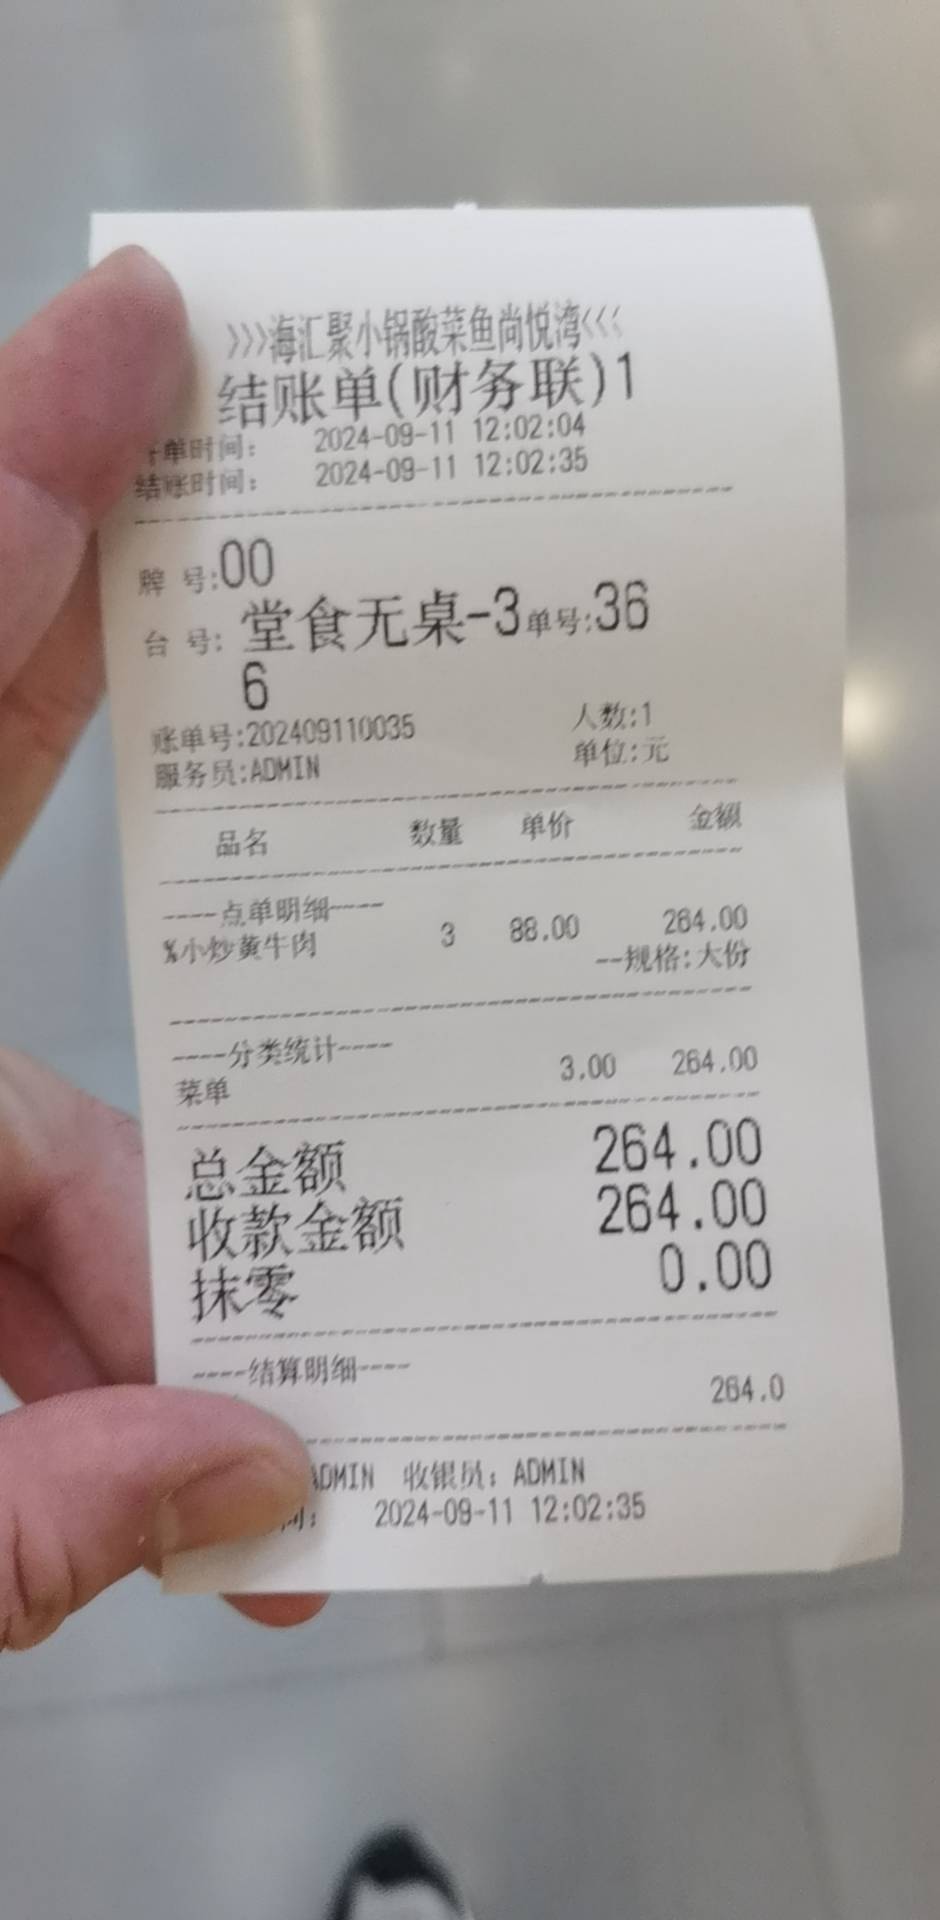 >>>海汇聚小锅酸菜鱼尚悦湾<<<
结账单(财务联)1
单时间: 2024-09-11 12:02:04
结账时间: 2024-09-11 12:02:35
牌 号:00
台 号: 堂食无桌-3 单号:36
6
账单号:202409110035 人数:1
服务员:ADMIN 单位:元
品名 数量 单价 金额
----点单明细----
%小炒黄牛肉 3 88.00 264.00
--规格:大份
----分类统计----
菜单 3.00 264.00
总金额 264.00
收款金额 264.00
抹零 0.00
----结算明细----
264.0
ADMIN 收银员: ADMIN
间: 2024-09-11 12:02:35